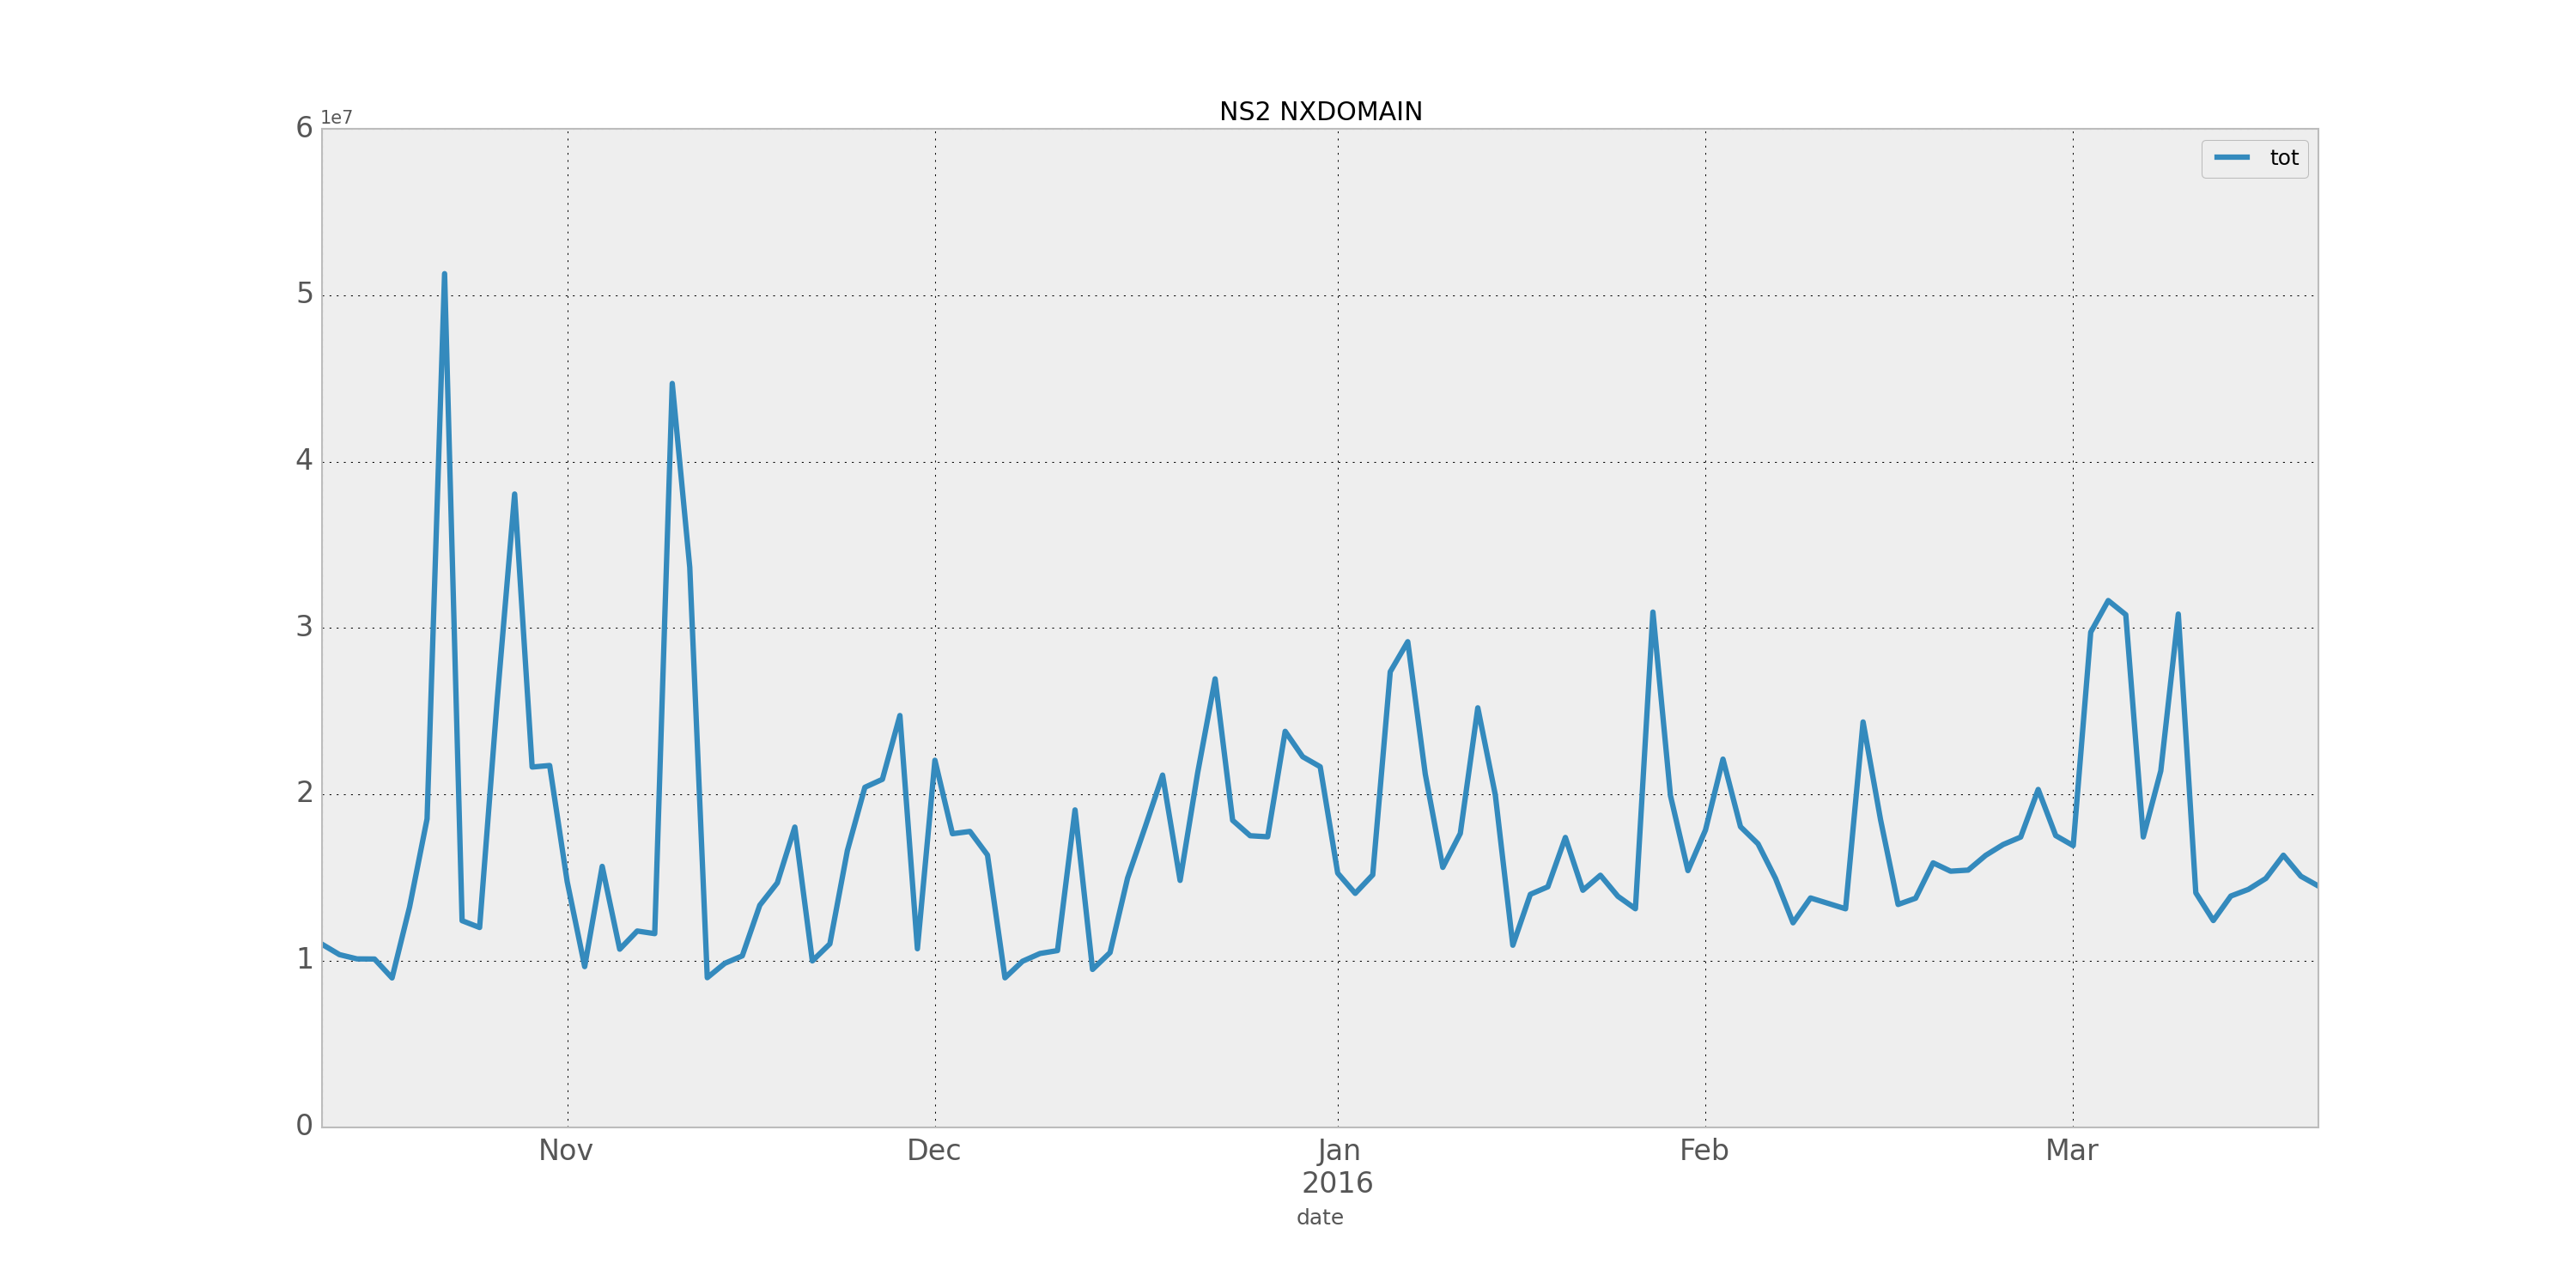 NS2 NXDOMAIN
1e7
6
5
4
3
2
1
0
tot
Nov
Dec
Jan
2016
Feb
Mar
date